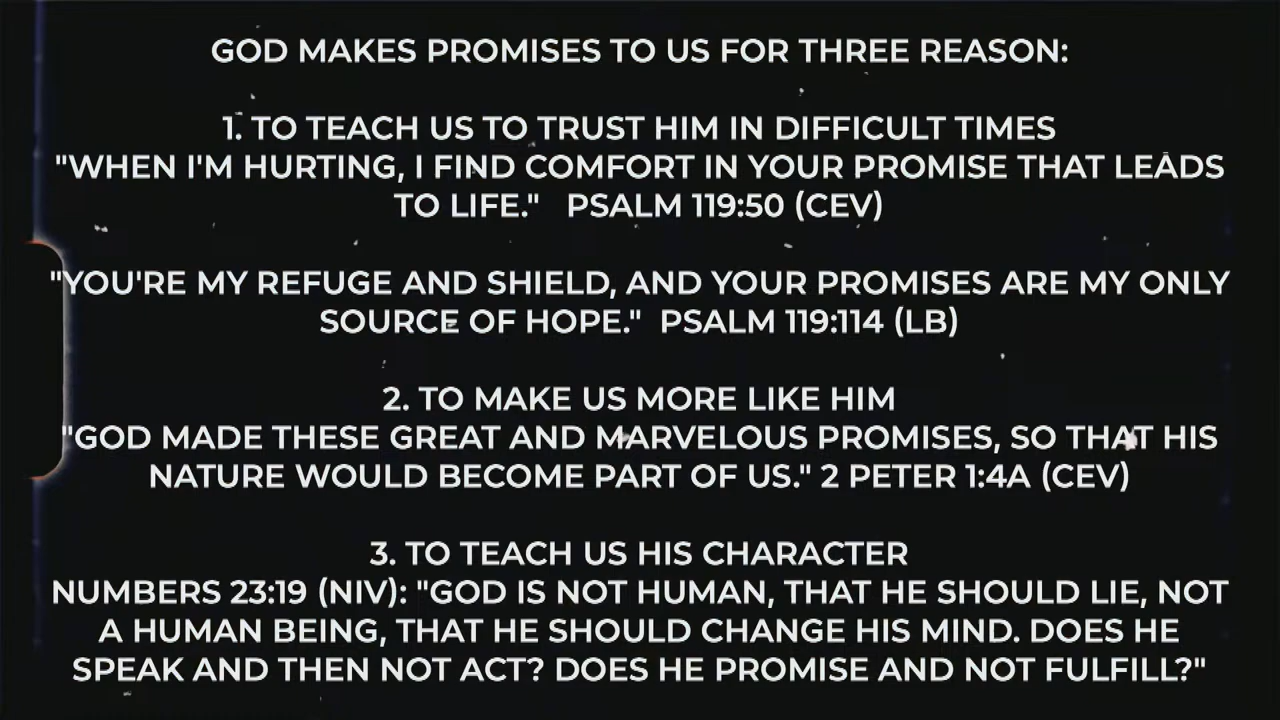 GOD MAKES PROMISES TO US FOR THREE REASON:
1. TO TEACH US TO TRUST HIM IN DIFFICULT TIMES
"WHEN I'M HURTING, I FIND COMFORT IN YOUR PROMISE THAT LEADS
TO LIFE." PSALM 119:50 (CEV)
"YOU'RE MY REFUGE AND SHIELD, AND YOUR PROMISES ARE MY ONLY
SOURCE OF HOPE." PSALM 119:114 (LB)
2. TO MAKE US MORE LIKE HIM
"GOD MADE THESE GREAT AND MARVELOUS PROMISES, SO THAT HIS
NATURE WOULD BECOME PART OF US." 2 PETER 1:4A (CEV)
3. TO TEACH US HIS CHARACTER
NUMBERS 23:19 (NIV): "GOD IS NOT HUMAN, THAT HE SHOULD LIE, NOT
A HUMAN BEING, THAT HE SHOULD CHANGE HIS MIND. DOES HE
SPEAK AND THEN NOT ACT? DOES HE PROMISE AND NOT FULFILL?"